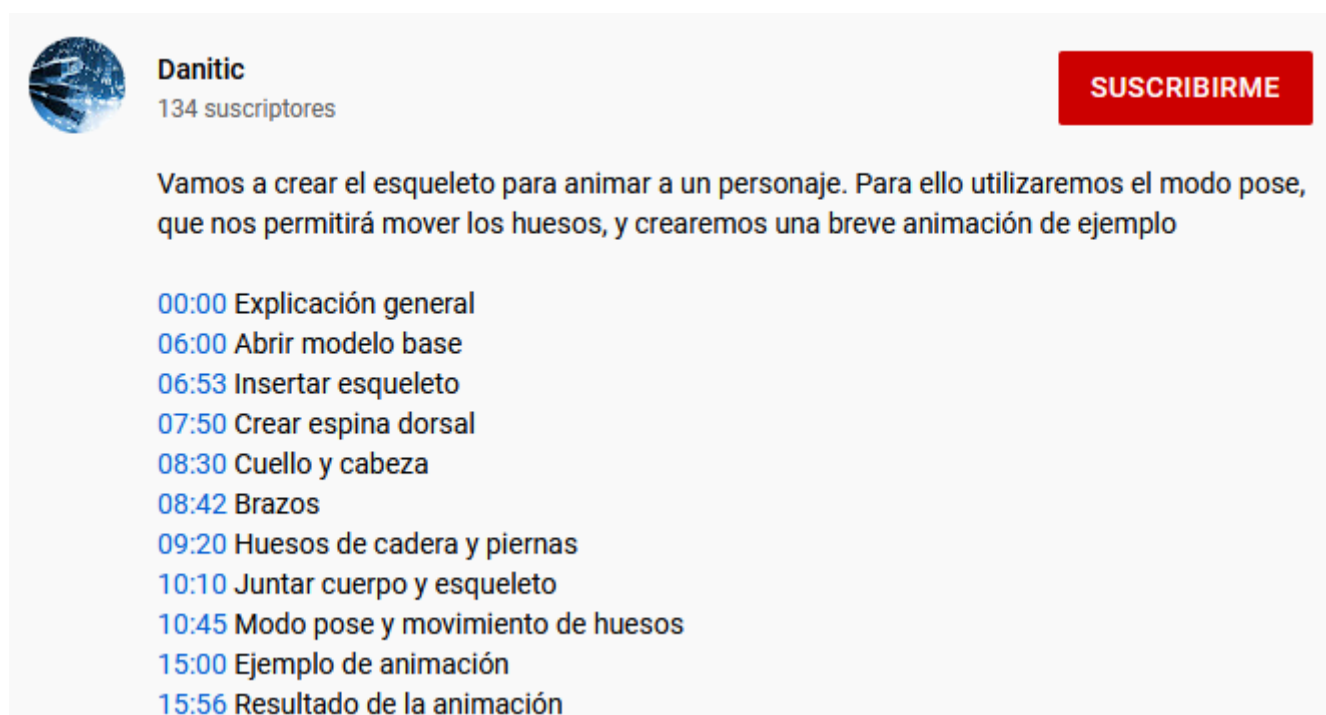 Danitic
134 suscriptores
SUSCRIBIRME
Vamos a crear el esqueleto para animar a un personaje. Para ello utilizaremos el modo pose,
que nos permitirá mover los huesos, y crearemos una breve animación de ejemplo
00:00 Explicación general
06:00 Abrir modelo base
06:53 Insertar esqueleto
07:50 Crear espina dorsal
08:30 Cuello y cabeza
08:42 Brazos
09:20 Huesos de cadera y piernas
10:10 Juntar cuerpo y esqueleto
10:45 Modo pose y movimiento de huesos
15:00 Ejemplo de animación
15:56 Resultado de la animación